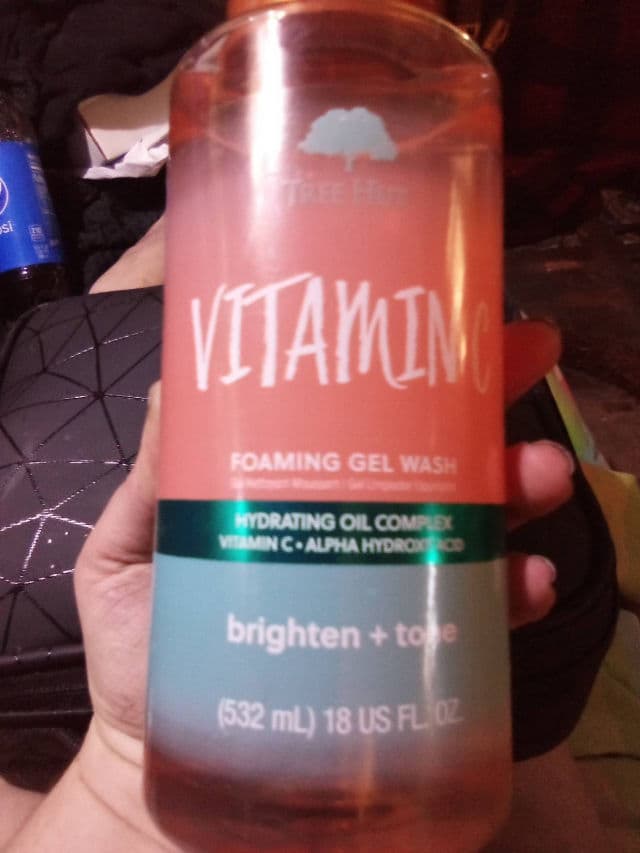 TREE HUT
VITAMIN C
FOAMING GEL WASH
HYDRATING OIL COMPLEX
VITAMIN C • ALPHA HYDROXY ACID
brighten + tone
(532 mL) 18 US FL. OZ.